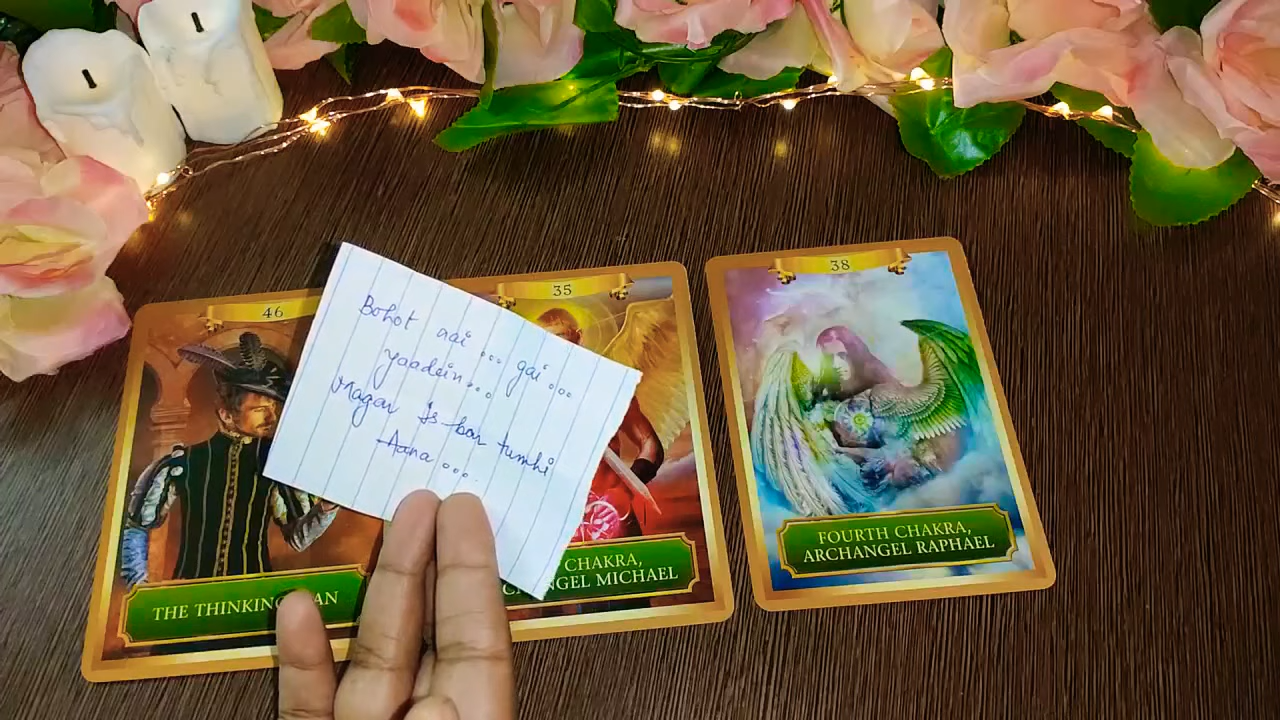 46
THE THINKING
35
CHAKRA,
MICHAEL
38
FOURTH CHAKRA,
ARCHANGEL RAPHAEL
Bohot aai ... gai ...
yaadein...
Magar is bar tumhi
Aana ...